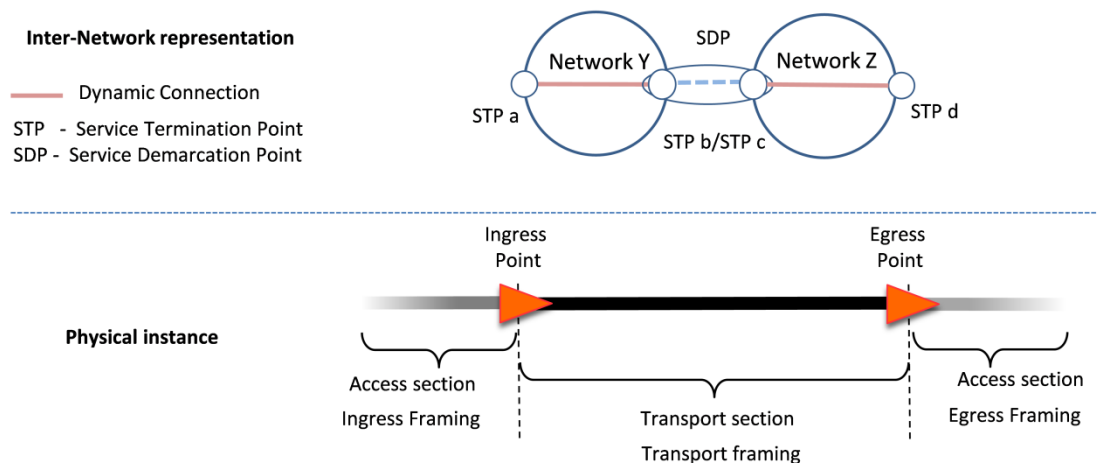 Inter-Network representation
Dynamic Connection
STP - Service Termination Point
SDP - Service Demarcation Point
SDP
Network Y
Network Z
STP a
STP d
STP b/STP c
Ingress
Point
Egress
Point
Physical instance
Access section
Ingress Framing
Transport section
Transport framing
Access section
Egress Framing